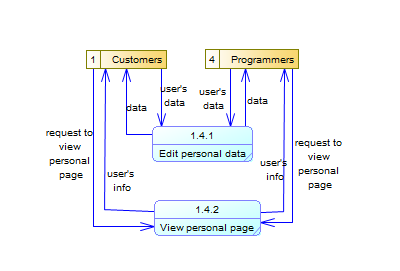 1 Customers
4 Programmers
user's
data
user's
data
data
data
request to
view
personal
page
request to
view
personal
page
1.4.1
Edit personal data
user's
info
user's
info
1.4.2
View personal page